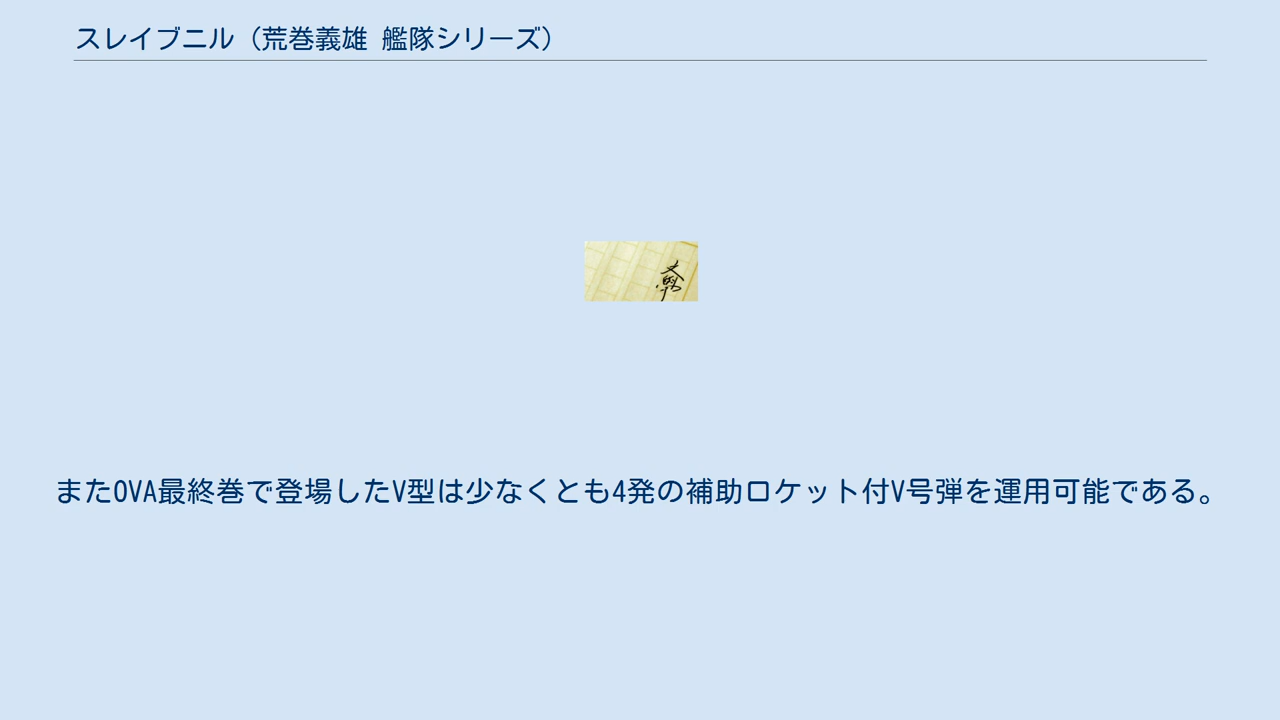 スレイブニル（荒巻義雄 艦隊シリーズ）
またOVA最終巻で登場したV型は少なくとも4発の補助ロケット付V号弾を運用可能である。